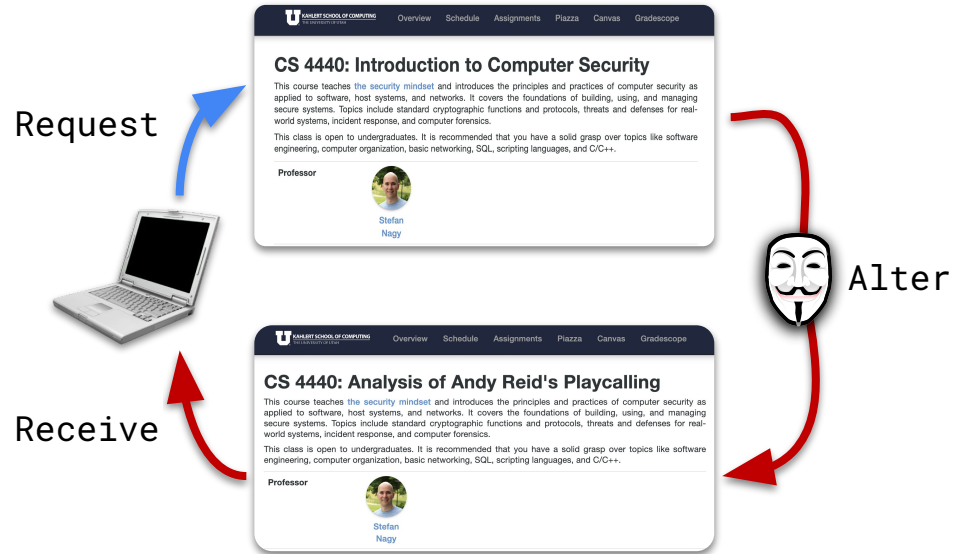 KAHLERT SCHOOL OF COMPUTING
THE UNIVERSITY OF UTAH
Overview Schedule Assignments Piazza Canvas Gradescope
CS 4440: Introduction to Computer Security
This course teaches the security mindset and introduces the principles and practices of computer security as
applied to software, host systems, and networks. It covers the foundations of building, using, and managing
secure systems. Topics include standard cryptographic functions and protocols, threats and defenses for real-
world systems, incident response, and computer forensics.
This class is open to undergraduates. It is recommended that you have a solid grasp over topics like software
engineering, computer organization, basic networking, SQL, scripting languages, and C/C++.
Professor
Stefan
Nagy
Request
Alter
Receive
KAHLERT SCHOOL OF COMPUTING
THE UNIVERSITY OF UTAH
Overview Schedule Assignments Piazza Canvas Gradescope
CS 4440: Analysis of Andy Reid's Playcalling
This course teaches the security mindset and introduces the principles and practices of computer security as
applied to software, host systems, and networks. It covers the foundations of building, using, and managing
secure systems. Topics include standard cryptographic functions and protocols, threats and defenses for real-
world systems, incident response, and computer forensics.
This class is open to undergraduates. It is recommended that you have a solid grasp over topics like software
engineering, computer organization, basic networking, SQL, scripting languages, and C/C++.
Professor
Stefan
Nagy